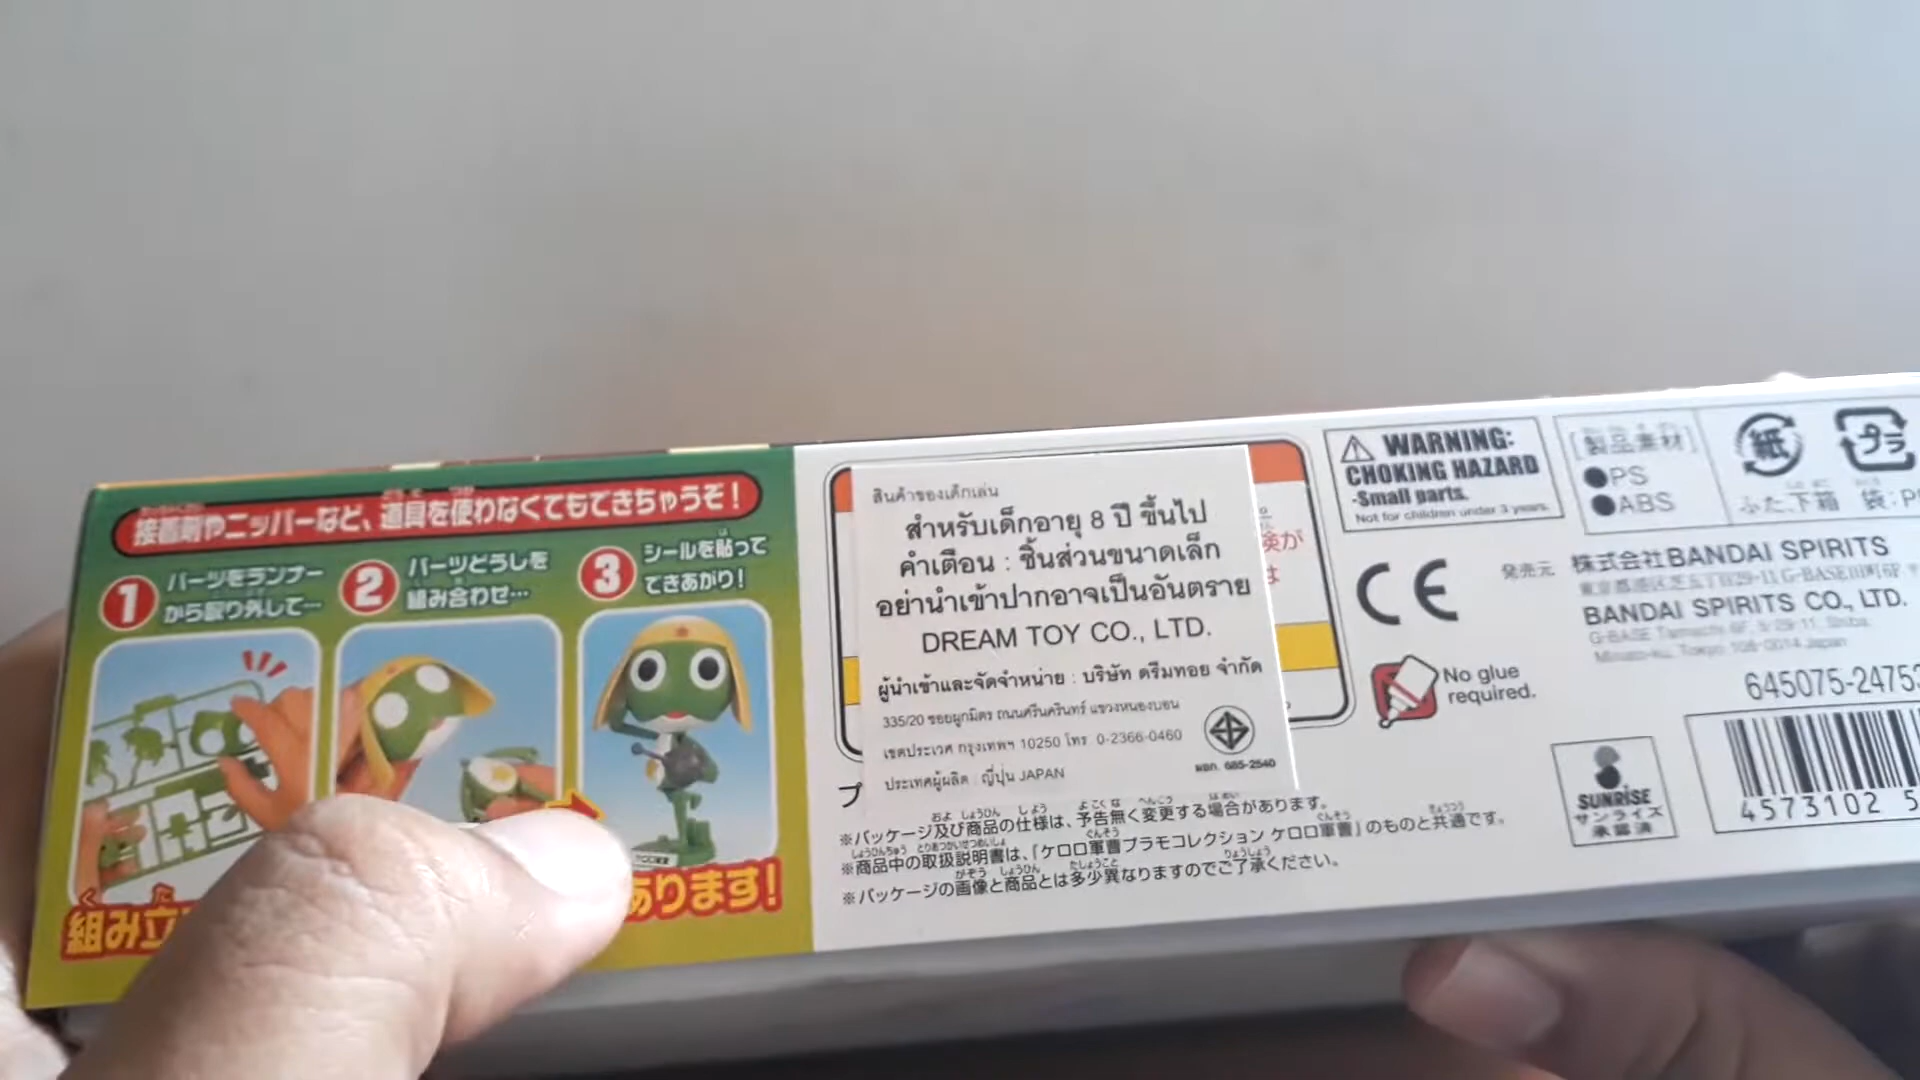 接着剤やニッパーなど、道具を使わなくてもできちゃうぞ！
1 パーツをランナー
から取り外して…
2 パーツどうしを
組み合わせ…
3 シールを貼って
できあがり！
組み立
あります！
สินค้าของเด็กเล่น
สำหรับเด็กอายุ 8 ปี ขึ้นไป
คำเตือน : ชิ้นส่วนขนาดเล็ก
อย่านำเข้าปากอาจเป็นอันตราย
DREAM TOY CO., LTD.
ผู้นำเข้าและจัดจำหน่าย : บริษัท ดรีมทอย จำกัด
335/20 ซอยผูกมิตร ถนนศรีนครินทร์ แขวงหนองบอน
เขตประเวศ กรุงเทพฯ 10250 โทร 0-2366-0460
ประเทศผู้ผลิต : ญี่ปุ่น JAPAN
มอก. 685-2540
険が
は
プ
※パッケージ及び商品の仕様は、予告無く変更する場合があります。
※商品中の取扱説明書は、「ケロロ軍曹プラモコレクション ケロロ軍曹」のものと共通です。
※パッケージの画像と商品とは多少異なりますのでご了承ください。
WARNING:
CHOKING HAZARD
-Small parts.
Not for children under 3 years.
[製品素材]
●PS
●ABS
紙
ふた,下箱
プラ
袋:P
CE
発売元
株式会社BANDAI SPIRITS
東京都港区芝五丁目29-11 G-BASE田町6F
BANDAI SPIRITS CO., LTD.
G-BASE Tamachi 6F, 5-29-11, Shiba,
Minato-ku, Tokyo 108-0014 Japan
No glue
required.
645075-24753
SUNRISE
サンライズ
承認済
4573102 5